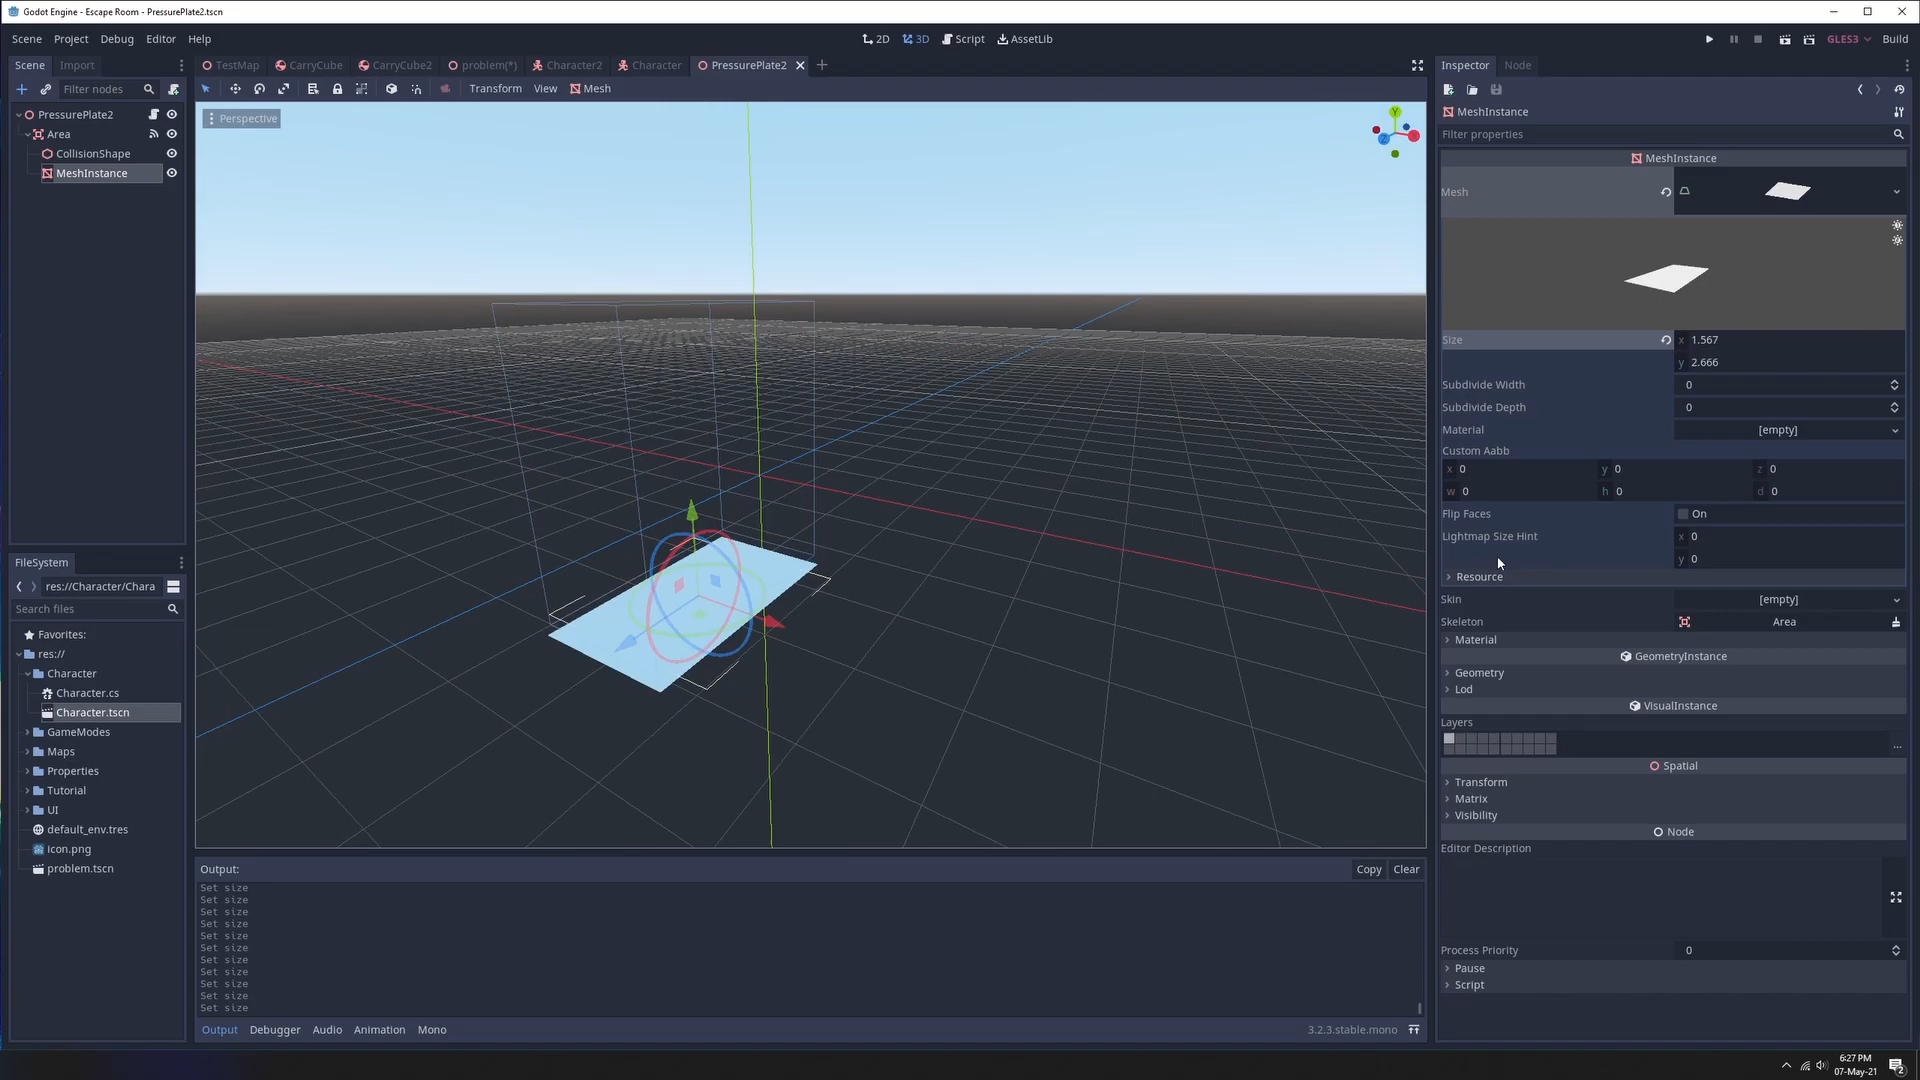 Godot Engine - Escape Room - PressurePlate2.tscn
Scene Project Debug Editor Help
2D 3D Script AssetLib
GLES3 Build
Scene Import
TestMap CarryCube CarryCube2 problem(*) Character2 Character PressurePlate2
Inspector Node
Filter nodes
Transform View Mesh
PressurePlate2
Area
CollisionShape
MeshInstance
Perspective
Y
Z
MeshInstance
Filter properties
MeshInstance
Mesh
Size x 1.567
y 2.666
Subdivide Width 0
Subdivide Depth 0
Material [empty]
Custom Aabb
x 0 y 0 z 0
w 0 h 0 d 0
Flip Faces On
Lightmap Size Hint x 0
y 0
Resource
Skin [empty]
Skeleton Area
Material
GeometryInstance
Geometry
Lod
VisualInstance
Layers
...
Spatial
Transform
Matrix
Visibility
Node
Editor Description
Process Priority 0
Pause
Script
FileSystem
res://Character/Chara
Search files
Favorites:
res://
Character
Character.cs
Character.tscn
GameModes
Maps
Properties
Tutorial
UI
default_env.tres
icon.png
problem.tscn
Output: Copy Clear
Set size
Set size
Set size
Set size
Set size
Set size
Set size
Set size
Set size
Set size
Set size
Output Debugger Audio Animation Mono 3.2.3.stable.mono
6:27 PM
07-May-21
2